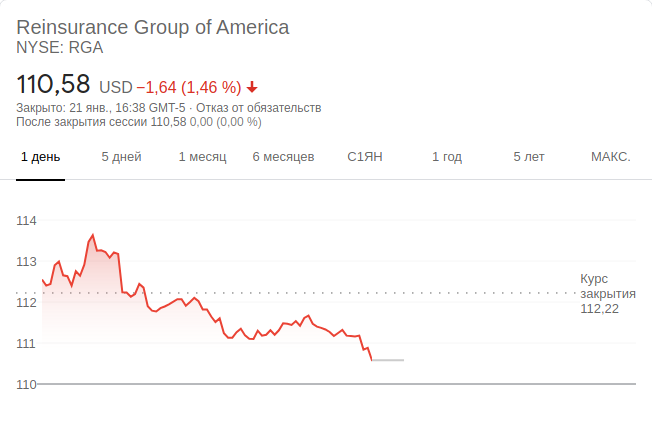 Reinsurance Group of America
NYSE: RGA
110,58 USD −1,64 (1,46 %)
Закрыто: 21 янв., 16:38 GMT-5 · Отказ от обязательств
После закрытия сессии 110,58 0,00 (0,00 %)
1 день 5 дней 1 месяц 6 месяцев С1ЯН 1 год 5 лет МАКС.
114
113
112
111
110
Курс
закрытия
112,22